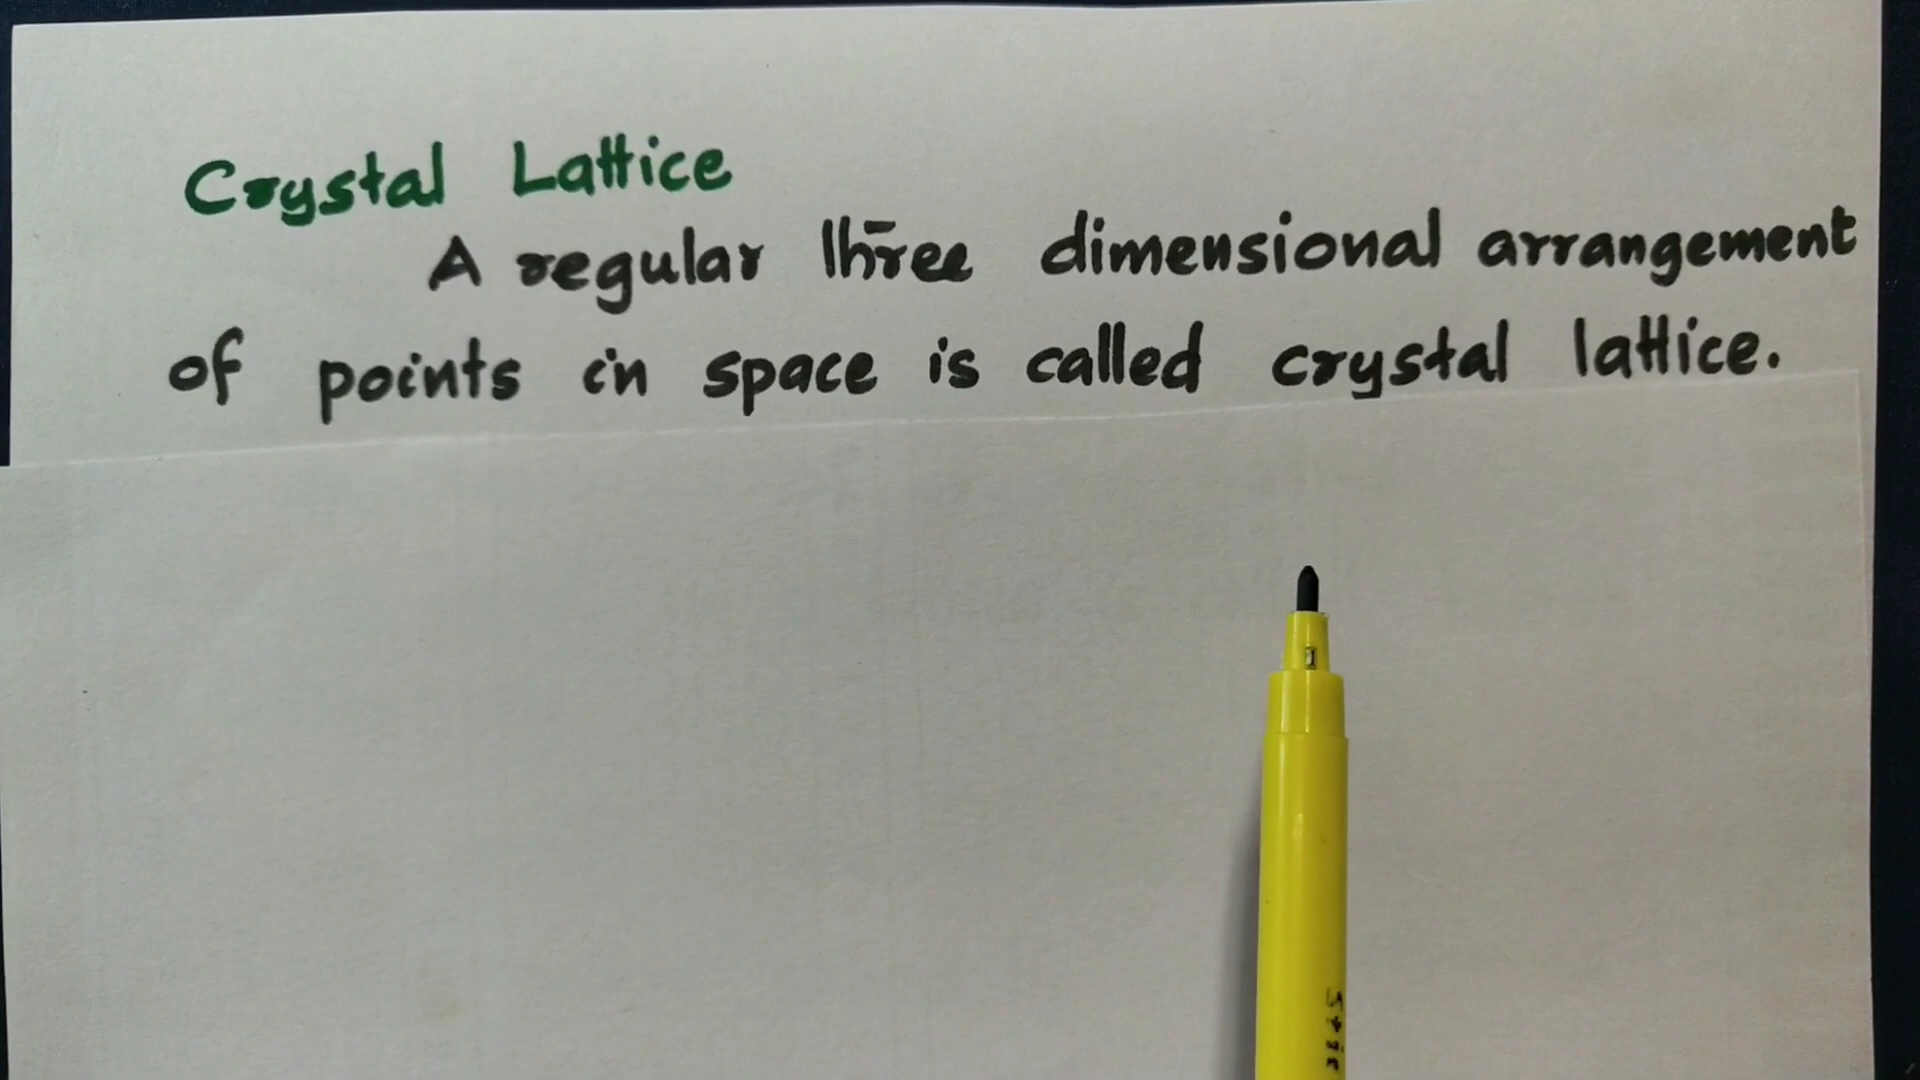 Crystal Lattice
A regular three dimensional arrangement
of points in space is called crystal lattice.